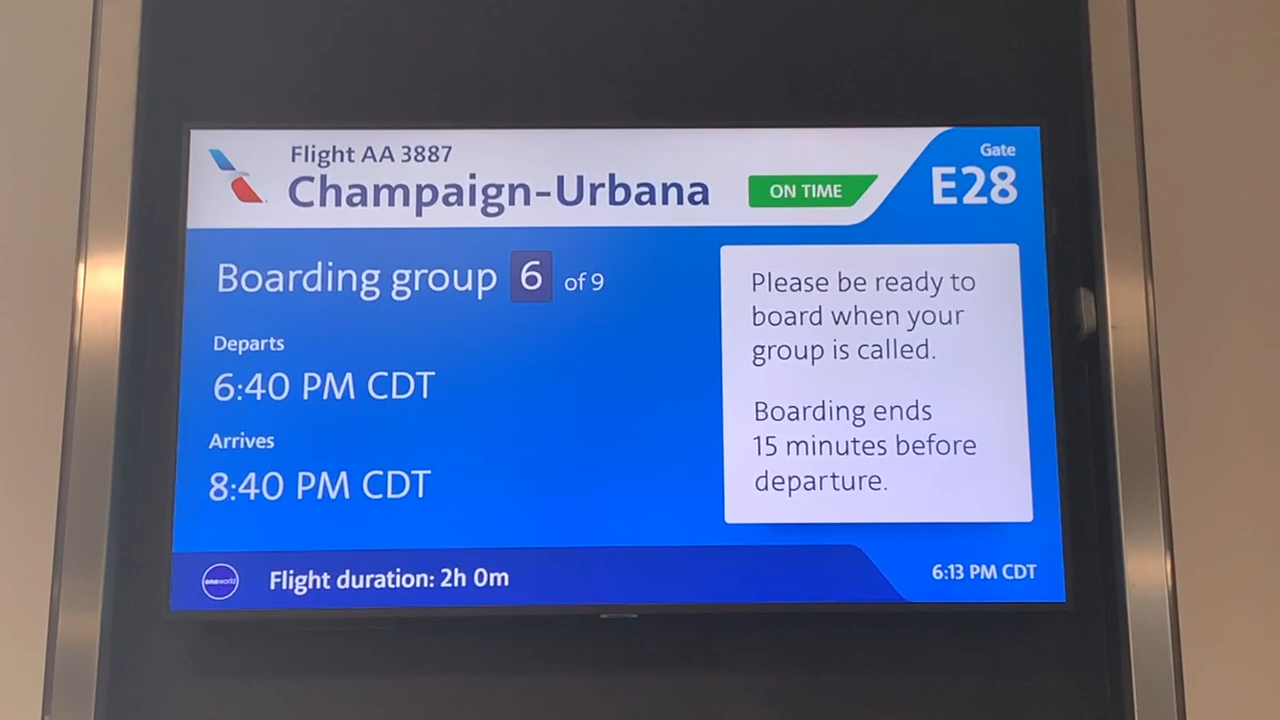 Flight AA 3887
Champaign-Urbana
ON TIME
Gate
E28
Boarding group 6 of 9
Departs
6:40 PM CDT
Arrives
8:40 PM CDT
Please be ready to
board when your
group is called.
Boarding ends
15 minutes before
departure.
oneworld
Flight duration: 2h 0m
6:13 PM CDT